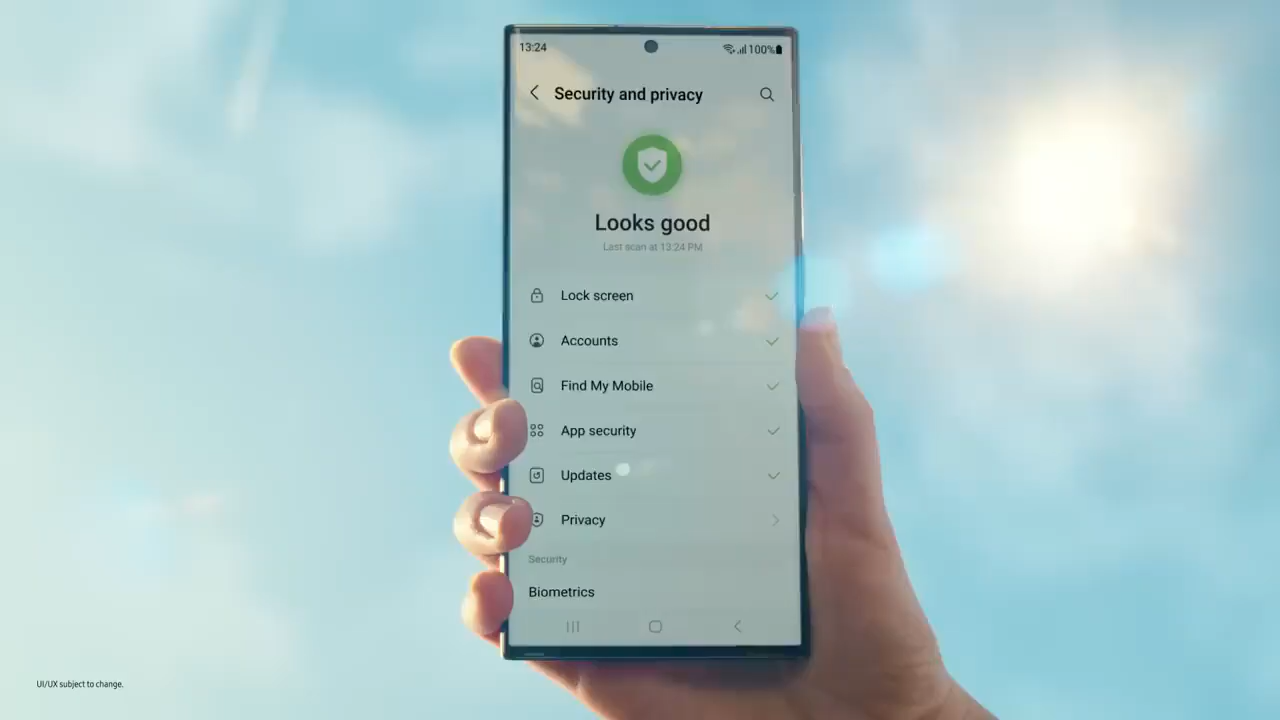 13:24
100%
Security and privacy
Looks good
Last scan at 13:24 PM
Lock screen
Accounts
Find My Mobile
App security
Updates
Privacy
Security
Biometrics
UI/UX subject to change.